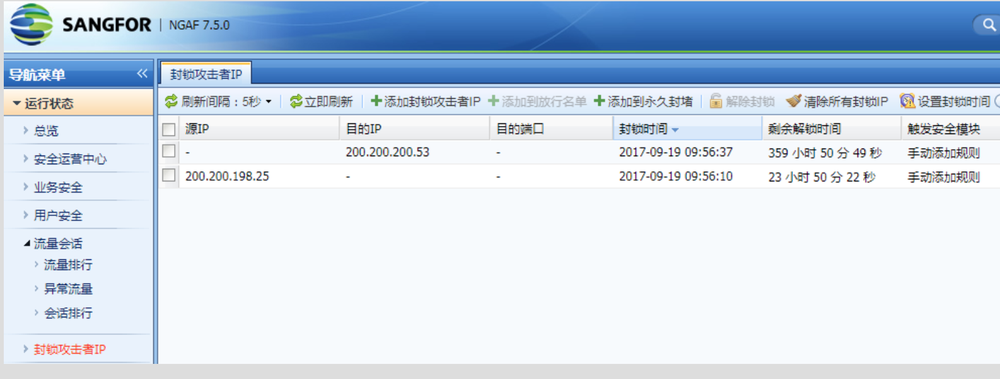 SANGFOR | NGAF 7.5.0
导航菜单
封锁攻击者IP
运行状态
刷新间隔：5秒 立即刷新 添加封锁攻击者IP 添加到放行名单 添加到永久封堵 解除封锁 清除所有封锁IP 设置封锁时间
总览
源IP 目的IP 目的端口 封锁时间 剩余解锁时间 触发安全模块
安全运营中心
- 200.200.200.53 - 2017-09-19 09:56:37 359 小时 50 分 49 秒 手动添加规则
200.200.198.25 - - 2017-09-19 09:56:10 23 小时 50 分 22 秒 手动添加规则
业务安全
用户安全
流量会话
流量排行
异常流量
会话排行
封锁攻击者IP